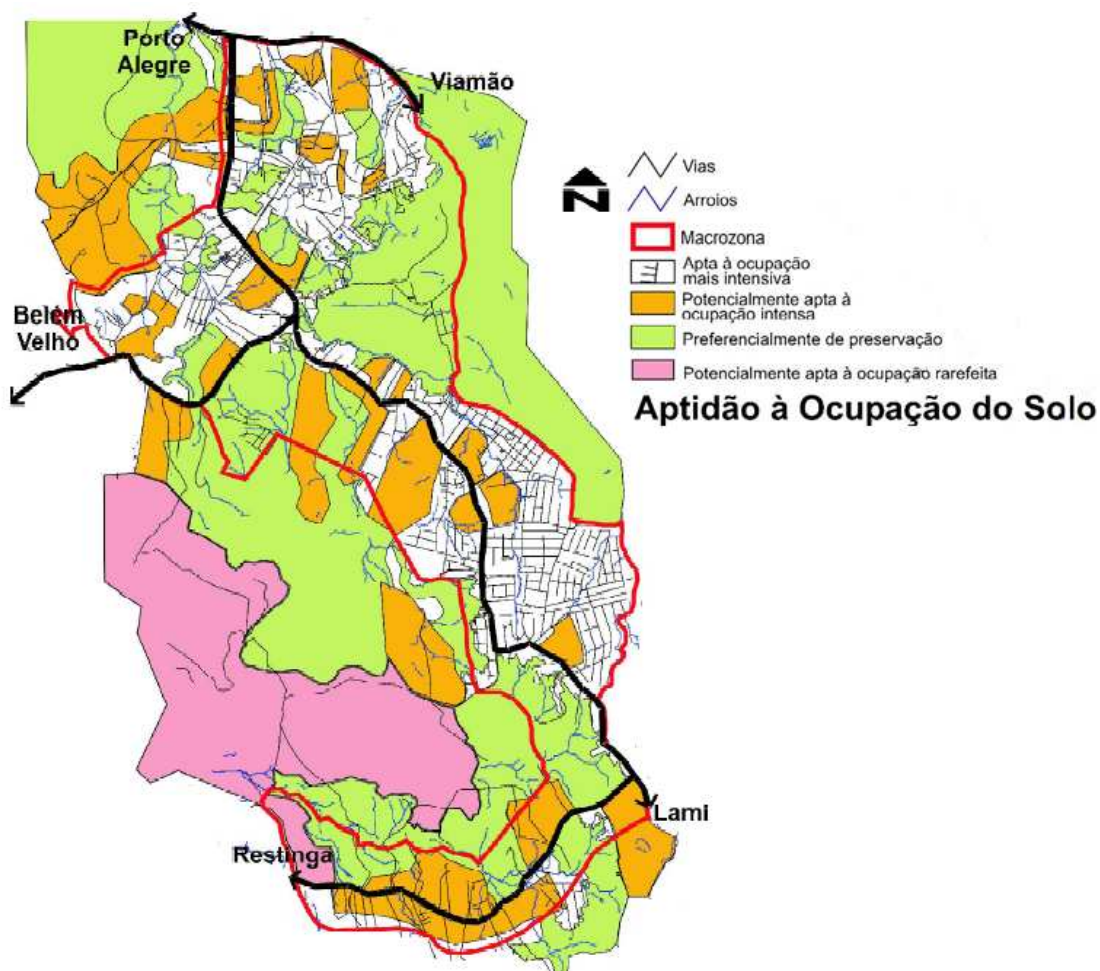 Porto
Alegre
Viamão
N
Vias
Arroios
Macrozona
Apta à ocupação
mais intensiva
Potencialmente apta à
ocupação intensa
Preferencialmente de preservação
Potencialmente apta à ocupação rarefeita
Aptidão à Ocupação do Solo
Belém
Velho
Lami
Restinga